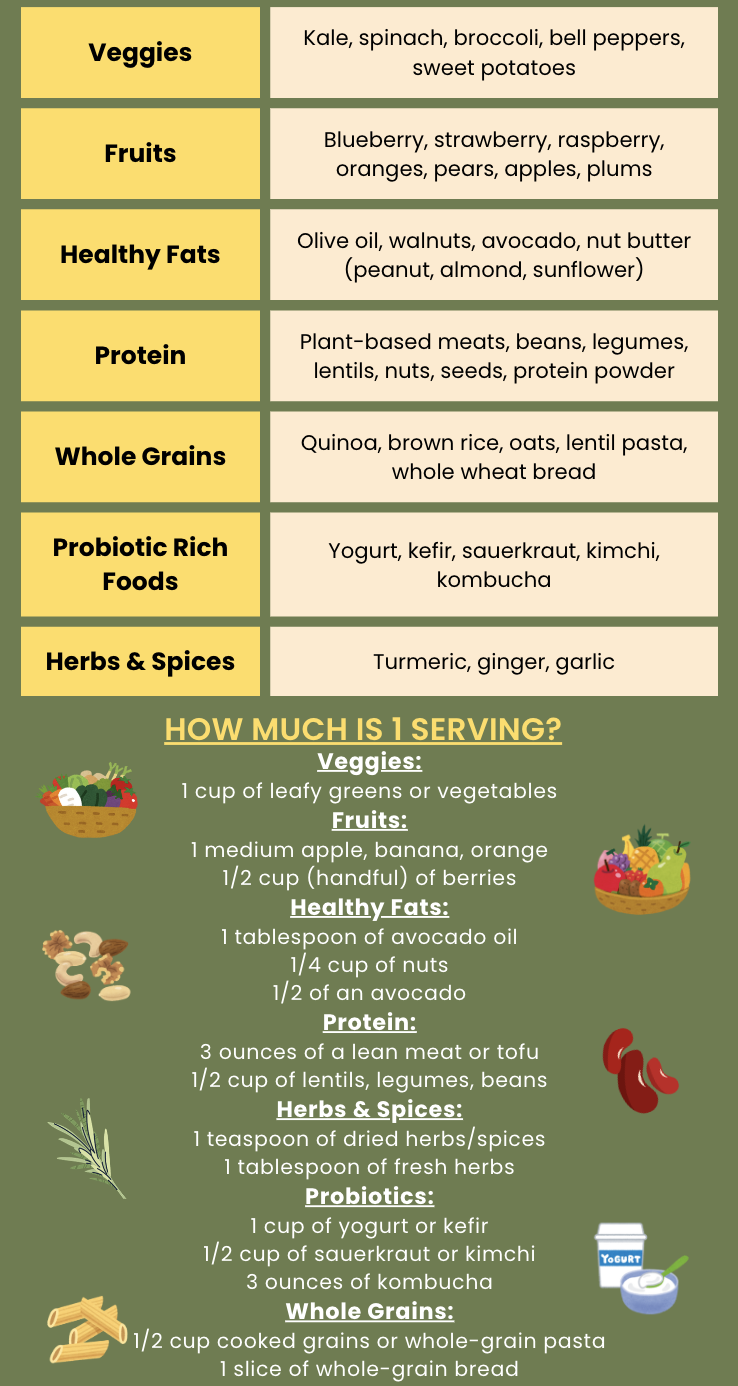 Veggies
Kale, spinach, broccoli, bell peppers,
sweet potatoes
Fruits
Blueberry, strawberry, raspberry,
oranges, pears, apples, plums
Healthy Fats
Olive oil, walnuts, avocado, nut butter
(peanut, almond, sunflower)
Protein
Plant-based meats, beans, legumes,
lentils, nuts, seeds, protein powder
Whole Grains
Quinoa, brown rice, oats, lentil pasta,
whole wheat bread
Probiotic Rich
Foods
Yogurt, kefir, sauerkraut, kimchi,
kombucha
Herbs & Spices
Turmeric, ginger, garlic
HOW MUCH IS 1 SERVING?
Veggies:
1 cup of leafy greens or vegetables
Fruits:
1 medium apple, banana, orange
1/2 cup (handful) of berries
Healthy Fats:
1 tablespoon of avocado oil
1/4 cup of nuts
1/2 of an avocado
Protein:
3 ounces of a lean meat or tofu
1/2 cup of lentils, legumes, beans
Herbs & Spices:
1 teaspoon of dried herbs/spices
1 tablespoon of fresh herbs
Probiotics:
1 cup of yogurt or kefir
1/2 cup of sauerkraut or kimchi
3 ounces of kombucha
YOGURT
Whole Grains:
1/2 cup cooked grains or whole-grain pasta
1 slice of whole-grain bread